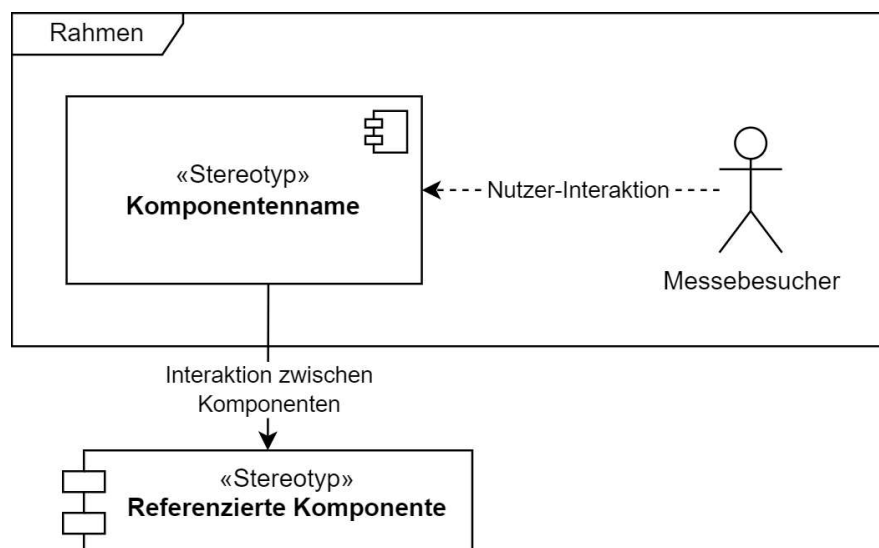 Rahmen
«Stereotyp»
Komponentenname
Nutzer-Interaktion
Messebesucher
Interaktion zwischen
Komponenten
«Stereotyp»
Referenzierte Komponente